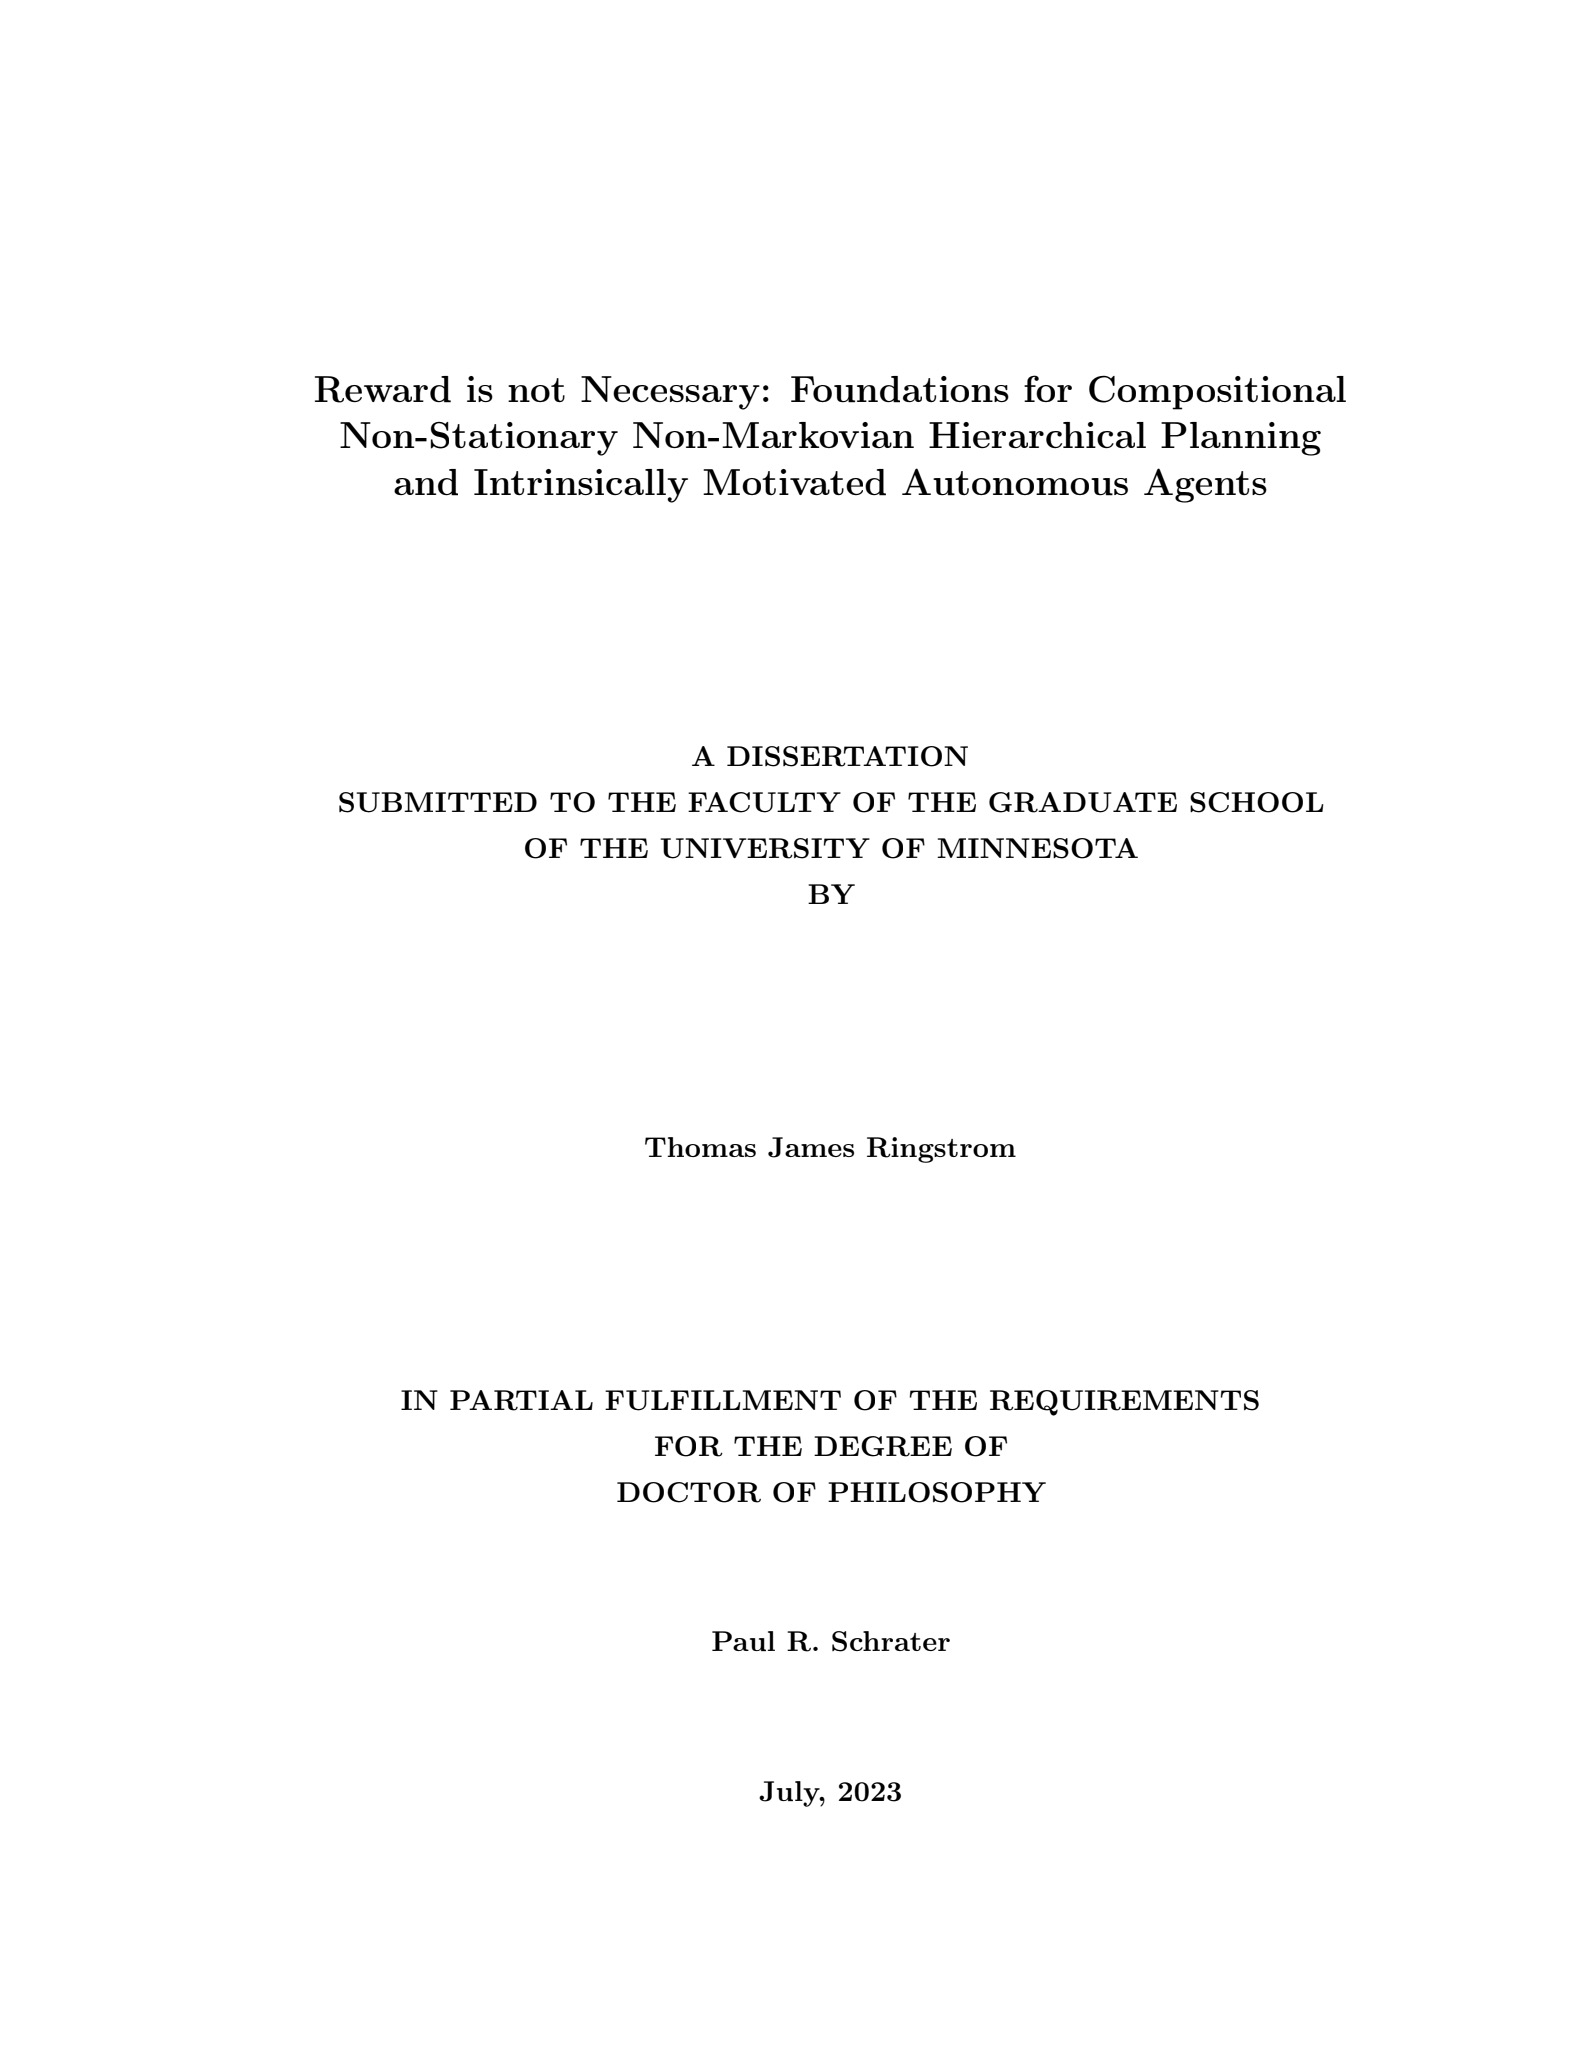 Reward is not Necessary: Foundations for Compositional
Non-Stationary Non-Markovian Hierarchical Planning
and Intrinsically Motivated Autonomous Agents
A DISSERTATION
SUBMITTED TO THE FACULTY OF THE GRADUATE SCHOOL
OF THE UNIVERSITY OF MINNESOTA
BY
Thomas James Ringstrom
IN PARTIAL FULFILLMENT OF THE REQUIREMENTS
FOR THE DEGREE OF
DOCTOR OF PHILOSOPHY
Paul R. Schrater
July, 2023